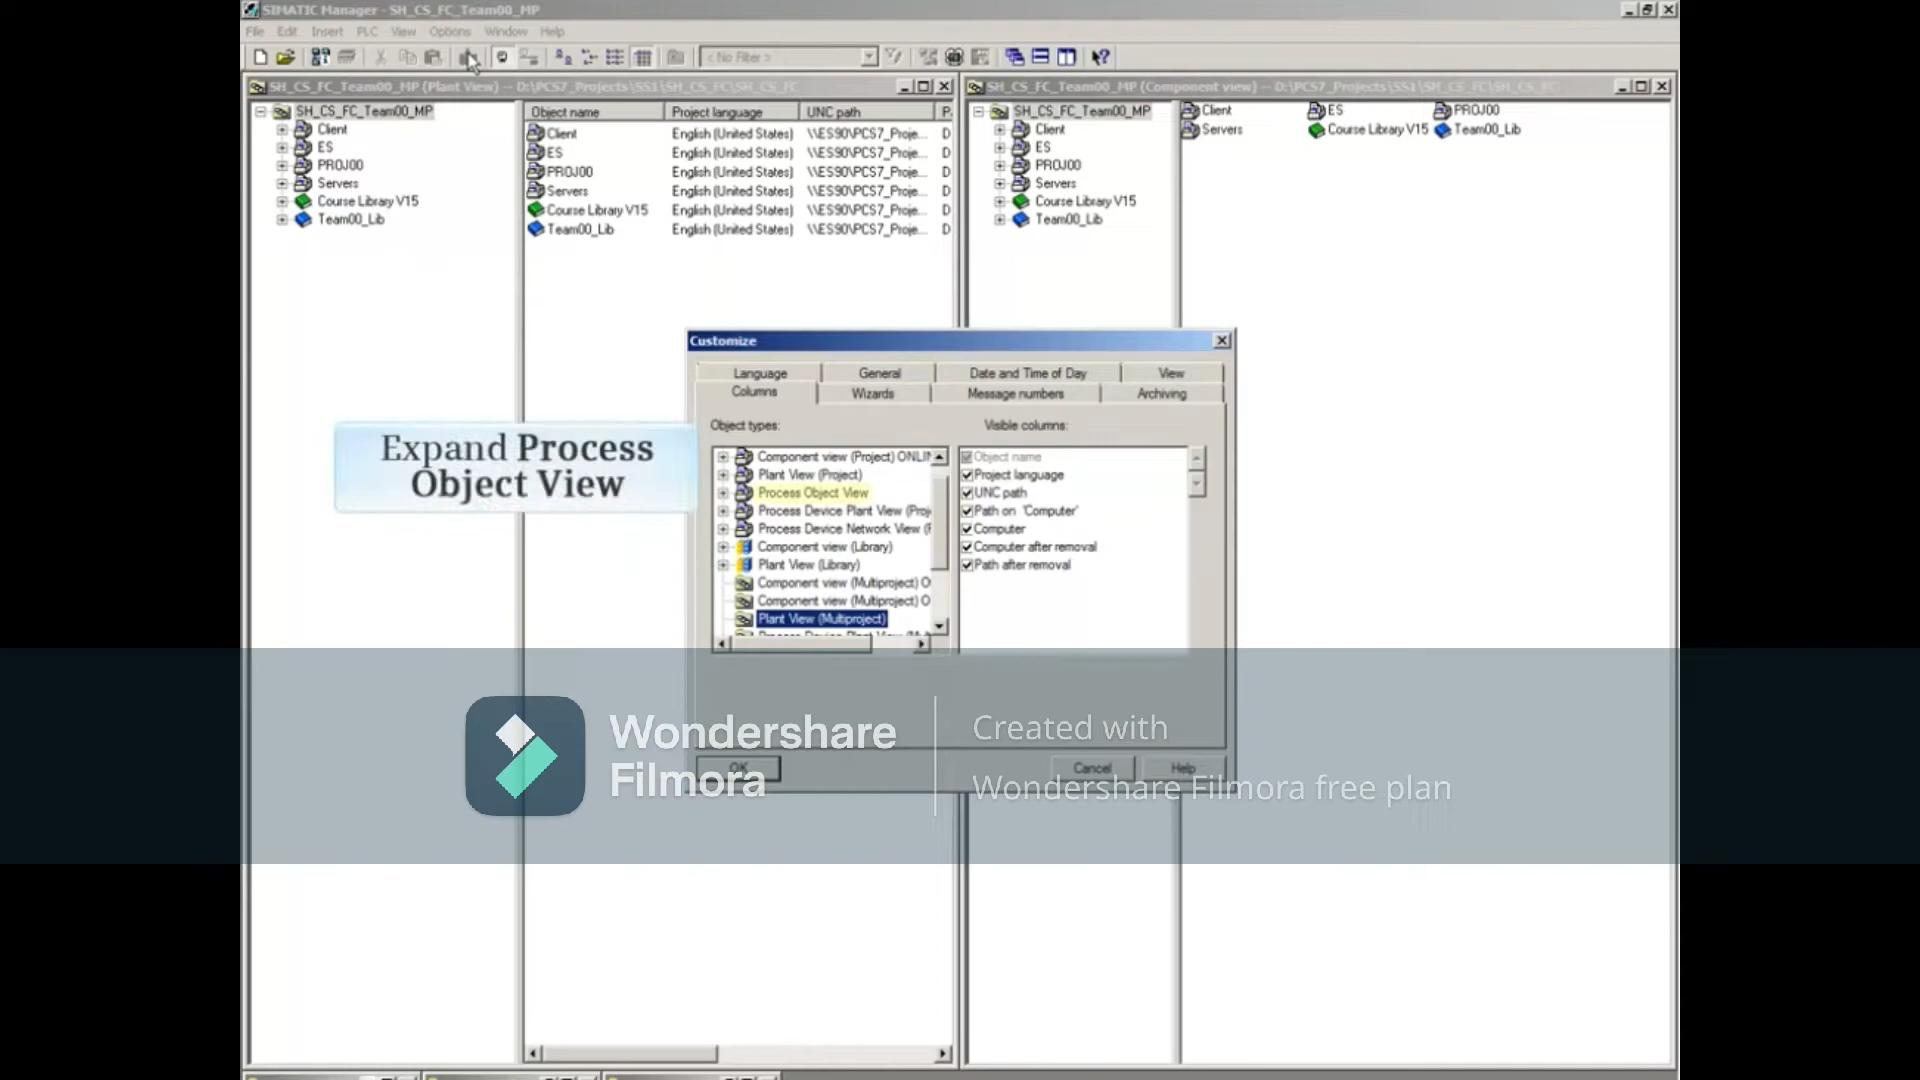 SIMATIC Manager - SH_CS_FC_Team00_MP
File Edit Insert PLC View Options Window Help
< No Filter >
SH_CS_FC_Team00_MP (Plant View) -- D:\PCS7_Projects\SS1\SH_CS_FC\SH_CS_FC
SH_CS_FC_Team00_MP
Client
ES
PROJ00
Servers
Course Library V15
Team00_Lib
Object name Project language UNC path P.
Client English (United States) \\ES90\PCS7_Proje... D
ES English (United States) \\ES90\PCS7_Proje... D
PROJ00 English (United States) \\ES90\PCS7_Proje... D
Servers English (United States) \\ES90\PCS7_Proje... D
Course Library V15 English (United States) \\ES90\PCS7_Proje... D
Team00_Lib English (United States) \\ES90\PCS7_Proje... D
SH_CS_FC_Team00_MP (Component view) -- D:\PCS7_Projects\SS1\SH_CS_FC\SH_CS_FC
SH_CS_FC_Team00_MP
Client
ES
PROJ00
Servers
Course Library V15
Team00_Lib
Client ES PROJ00
Servers Course Library V15 Team00_Lib
Expand Process
Object View
Customize
Language General Date and Time of Day View
Columns Wizards Message numbers Archiving
Object types:
Component view (Project) ONLIN
Plant View (Project)
Process Object View
Process Device Plant View (Proj
Process Device Network View (F
Component view (Library)
Plant View (Library)
Component view (Multiproject) O
Component view (Multiproject) O
Plant View (Multiproject)
Visible columns:
Object name
Project language
UNC path
Path on 'Computer'
Computer
Computer after removal
Path after removal
OK Cancel Help
Wondershare
Filmora
Created with
Wondershare Filmora free plan